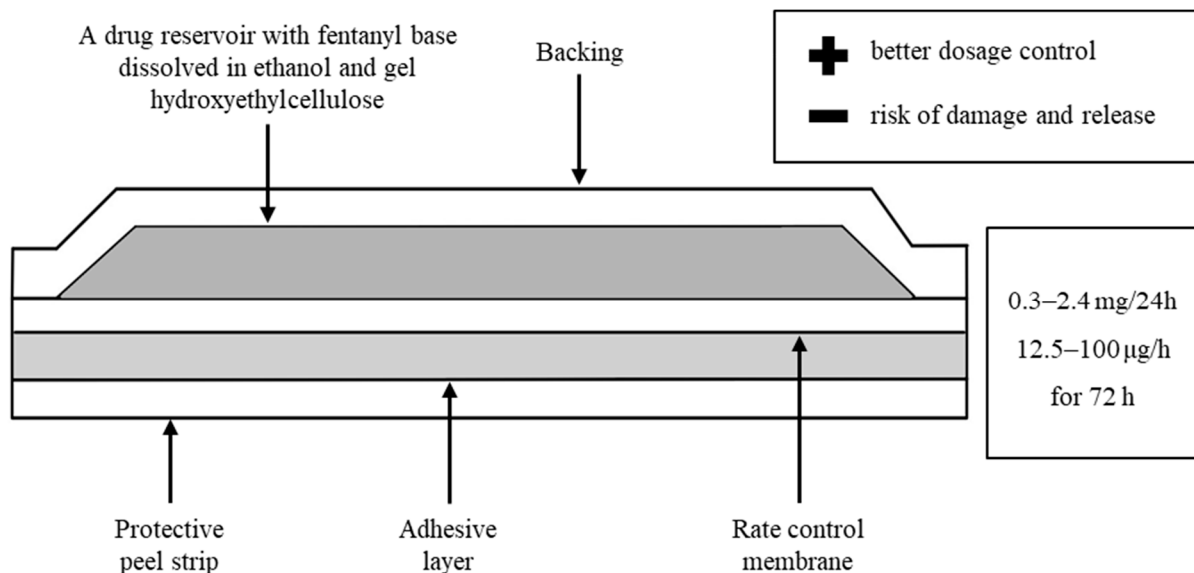 A drug reservoir with fentanyl base
dissolved in ethanol and gel
hydroxyethylcellulose
Backing
better dosage control
risk of damage and release
0.3–2.4 mg/24h
12.5–100 μg/h
for 72 h
Protective
peel strip
Adhesive
layer
Rate control
membrane